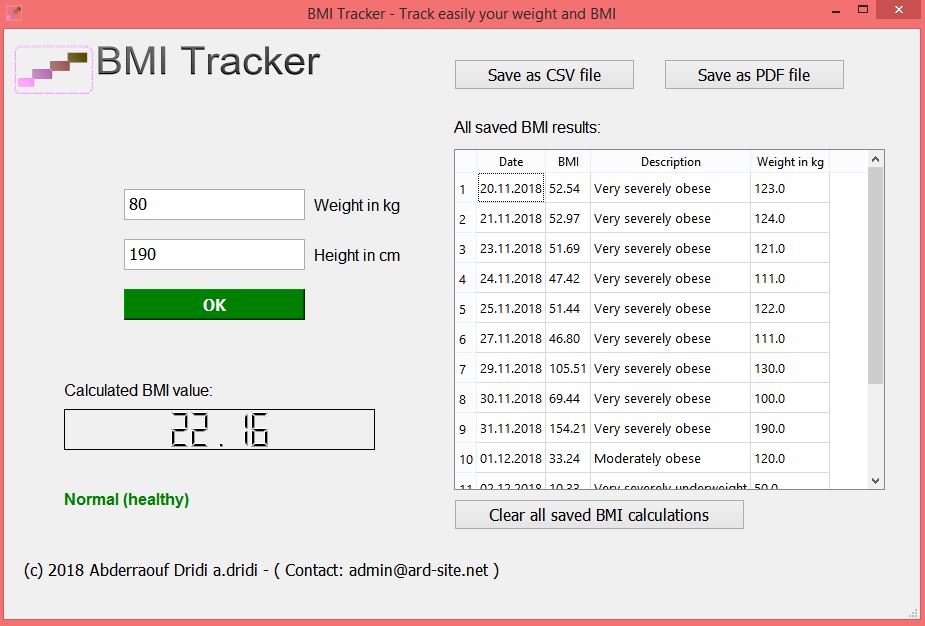 BMI Tracker - Track easily your weight and BMI
BMI Tracker
Save as CSV file
Save as PDF file
80
Weight in kg
190
Height in cm
OK
Calculated BMI value:
22.16
Normal (healthy)
All saved BMI results:
Date BMI Description Weight in kg
1 20.11.2018 52.54 Very severely obese 123.0
2 21.11.2018 52.97 Very severely obese 124.0
3 23.11.2018 51.69 Very severely obese 121.0
4 24.11.2018 47.42 Very severely obese 111.0
5 25.11.2018 51.44 Very severely obese 122.0
6 27.11.2018 46.80 Very severely obese 111.0
7 29.11.2018 105.51 Very severely obese 130.0
8 30.11.2018 69.44 Very severely obese 100.0
9 31.11.2018 154.21 Very severely obese 190.0
10 01.12.2018 33.24 Moderately obese 120.0
11 02.12.2018 10.33 Very severely underweight 50.0
Clear all saved BMI calculations
(c) 2018 Abderraouf Dridi a.dridi - ( Contact: admin@ard-site.net )